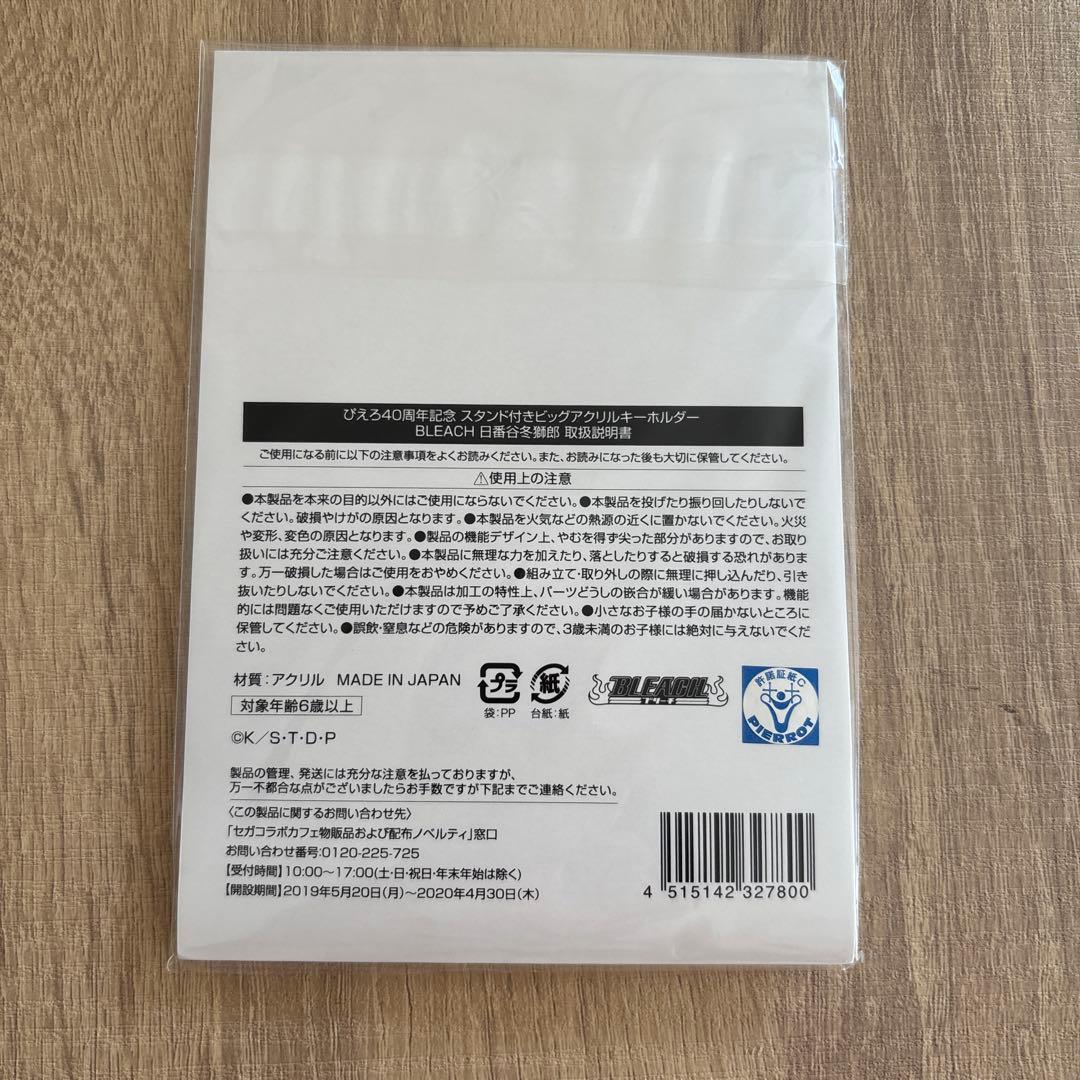 ぴえろ40周年記念 スタンド付きビッグアクリルキーホルダー
BLEACH 日番谷冬獅郎 取扱説明書
ご使用になる前に以下の注意事項をよくお読みください。また、お読みになった後も大切に保管してください。
⚠使用上の注意
●本製品を本来の目的以外にはご使用にならないでください。●本製品を投げたり振り回したりしないで
ください。破損やけがの原因となります。●本製品を火気などの熱源の近くに置かないでください。火災
や変形、変色の原因となります。●製品の機能デザイン上、やむを得ず尖った部分がありますので、お取り
扱いには充分ご注意ください。●本製品に無理な力を加えたり、落としたりすると破損する恐れがありま
す。万一破損した場合はご使用をおやめください。●組み立て・取り外しの際に無理に押し込んだり、引き
抜いたりしないでください。●本製品は加工の特性上、パーツどうしの嵌合が緩い場合があります。機能
的には問題なくご使用いただけますので予めご了承ください。●小さなお子様の手の届かないところに
保管してください。●誤飲・窒息などの危険がありますので、3歳未満のお子様には絶対に与えないでくだ
さい。
材質：アクリル MADE IN JAPAN
対象年齢6歳以上
プラ
袋：PP
紙
台紙：紙
BLEACH
許諾証紙C
PIERROT
©K／S・T・D・P
製品の管理、発送には充分な注意を払っておりますが、
万一不都合な点がございましたらお手数ですが下記までご連絡ください。
〈この製品に関するお問い合わせ先〉
「セガコラボカフェ物販品および配布ノベルティ」窓口
お問い合わせ番号:0120-225-725
【受付時間】10:00～17:00(土・日・祝日・年末年始は除く)
【開設期間】2019年5月20日(月)～2020年4月30日(木)
4 515142 327800